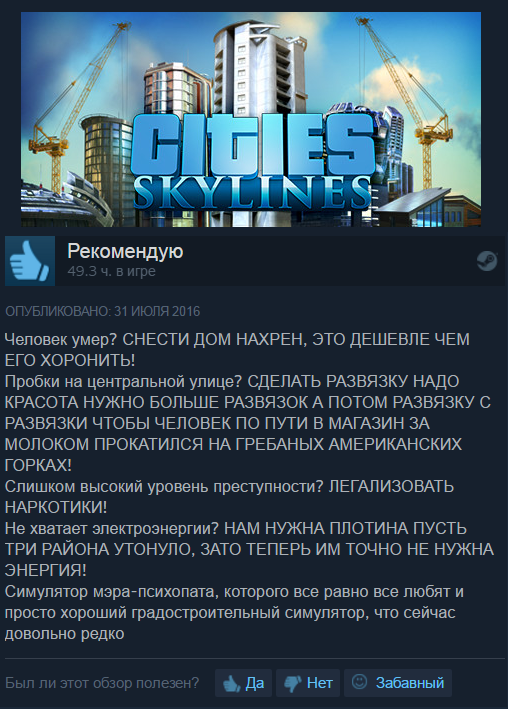 CITIES
SKYLINES
Рекомендую
49.3 ч. в игре
ОПУБЛИКОВАНО: 31 ИЮЛЯ 2016
Человек умер? СНЕСТИ ДОМ НАХРЕН, ЭТО ДЕШЕВЛЕ ЧЕМ
ЕГО ХОРОНИТЬ!
Пробки на центральной улице? СДЕЛАТЬ РАЗВЯЗКУ НАДО
КРАСОТА НУЖНО БОЛЬШЕ РАЗВЯЗОК А ПОТОМ РАЗВЯЗКУ С
РАЗВЯЗКИ ЧТОБЫ ЧЕЛОВЕК ПО ПУТИ В МАГАЗИН ЗА
МОЛОКОМ ПРОКАТИЛСЯ НА ГРЕБАНЫХ АМЕРИКАНСКИХ
ГОРКАХ!
Слишком высокий уровень преступности? ЛЕГАЛИЗОВАТЬ
НАРКОТИКИ!
Не хватает электроэнергии? НАМ НУЖНА ПЛОТИНА ПУСТЬ
ТРИ РАЙОНА УТОНУЛО, ЗАТО ТЕПЕРЬ ИМ ТОЧНО НЕ НУЖНА
ЭНЕРГИЯ!
Симулятор мэра-психопата, которого все равно все любят и
просто хороший градостроительный симулятор, что сейчас
довольно редко
Был ли этот обзор полезен? Да Нет Забавный